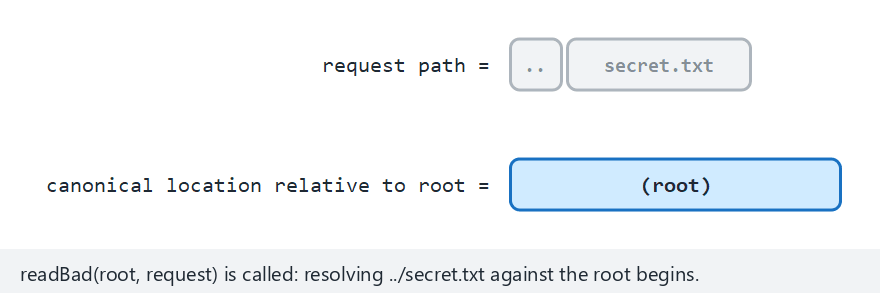 request path = .. secret.txt
canonical location relative to root = (root)
readBad(root, request) is called: resolving ../secret.txt against the root begins.